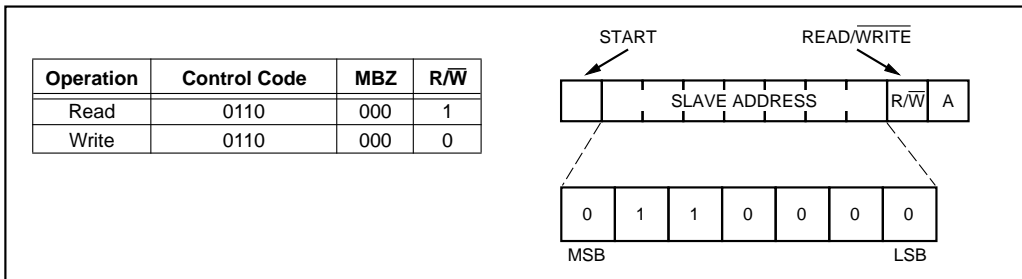 Operation Control Code MBZ R/W̅
Read 0110 000 1
Write 0110 000 0
START READ/W̅R̅I̅T̅E̅
SLAVE ADDRESS R/W̅ A
0 1 1 0 0 0 0
MSB LSB